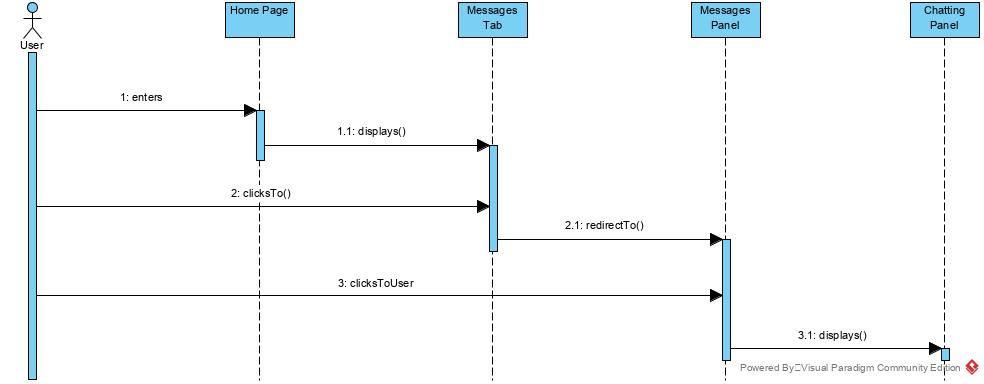 User
Home Page
Messages
Tab
Messages
Panel
Chatting
Panel
1: enters
1.1: displays()
2: clicksTo()
2.1: redirectTo()
3: clicksToUser
3.1: displays()
Powered By Visual Paradigm Community Edition